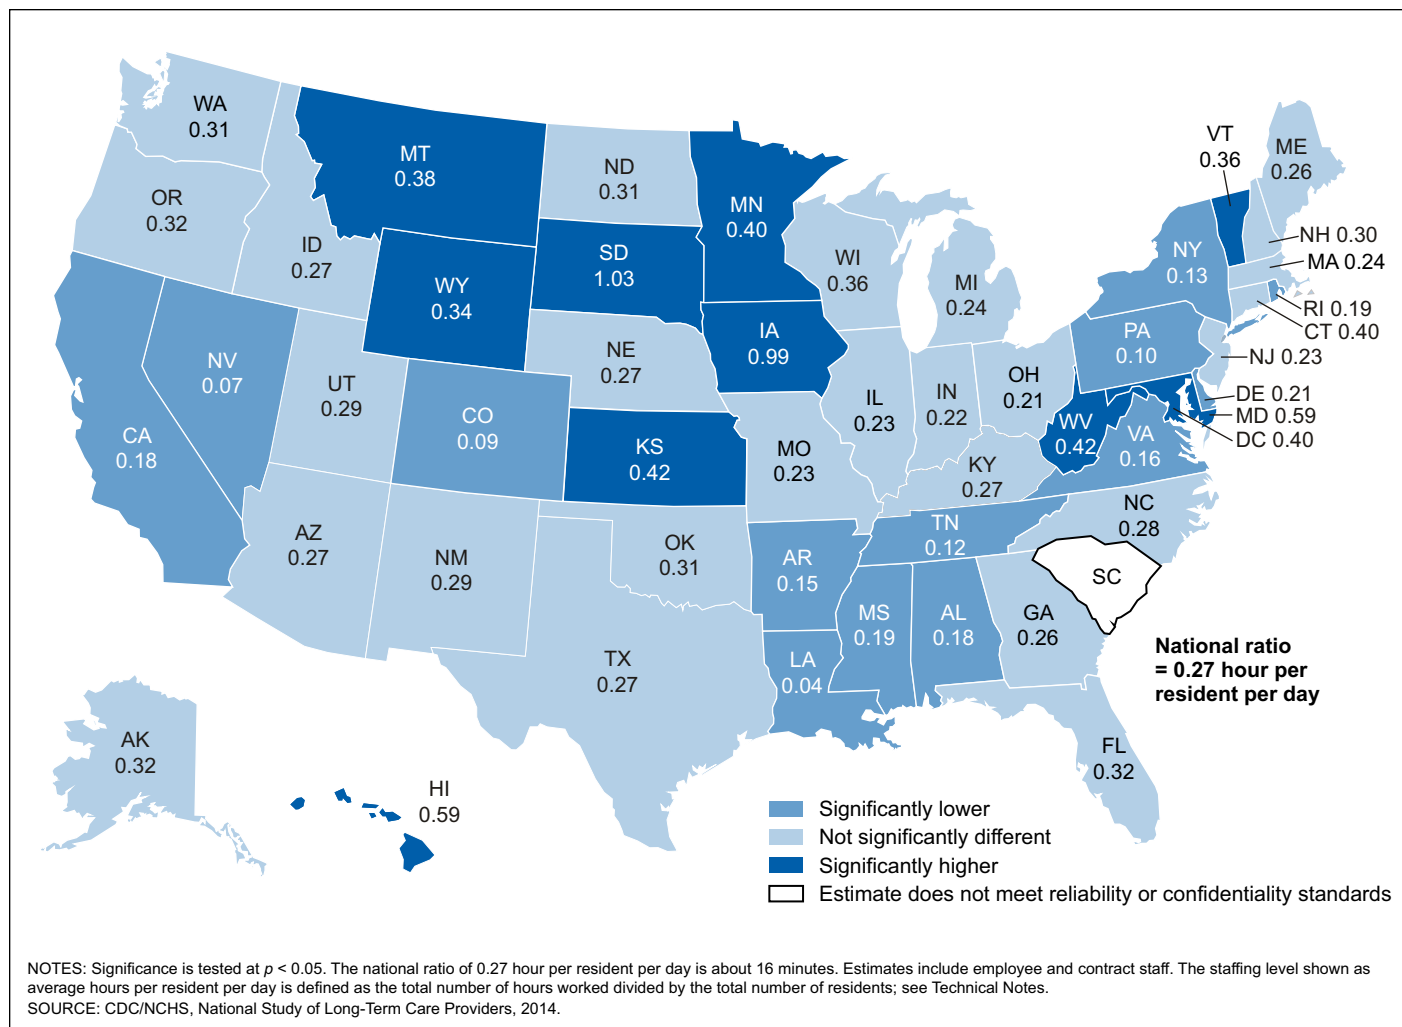 WA
0.31
MT
0.38
ND
0.31
MN
0.40
VT
0.36
ME
0.26
OR
0.32
ID
0.27
SD
1.03
WI
0.36
MI
0.24
NY
0.13
NH 0.30
MA 0.24
RI 0.19
CT 0.40
WY
0.34
IA
0.99
PA
0.10
NJ 0.23
NV
0.07
UT
0.29
NE
0.27
IL
0.23
IN
0.22
OH
0.21
DE 0.21
MD 0.59
DC 0.40
CA
0.18
CO
0.09
KS
0.42
MO
0.23
WV
0.42
VA
0.16
KY
0.27
AZ
0.27
NM
0.29
OK
0.31
AR
0.15
TN
0.12
NC
0.28
SC
MS
0.19
AL
0.18
GA
0.26
TX
0.27
LA
0.04
National ratio
= 0.27 hour per
resident per day
AK
0.32
HI
0.59
FL
0.32
Significantly lower
Not significantly different
Significantly higher
Estimate does not meet reliability or confidentiality standards
NOTES: Significance is tested at p < 0.05. The national ratio of 0.27 hour per resident per day is about 16 minutes. Estimates include employee and contract staff. The staffing level shown as
average hours per resident per day is defined as the total number of hours worked divided by the total number of residents; see Technical Notes.
SOURCE: CDC/NCHS, National Study of Long-Term Care Providers, 2014.